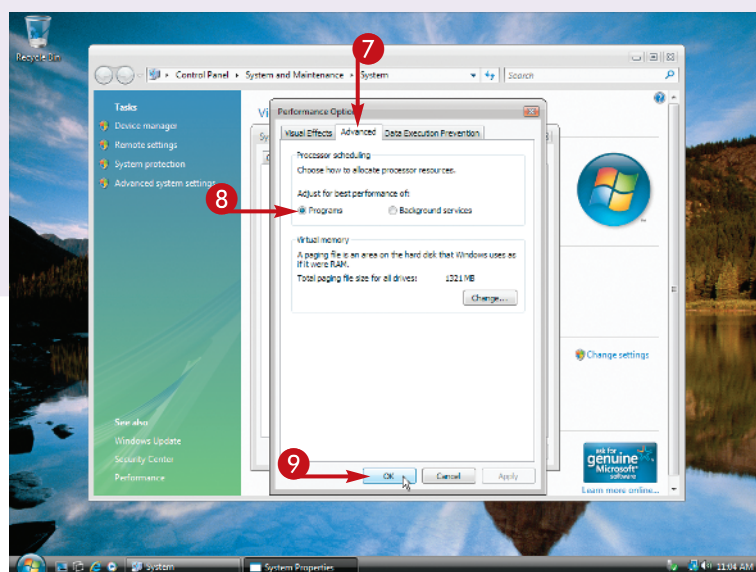 7
Recycle Bin
Control Panel ▸ System and Maintenance ▸ System
Search
Tasks
Device manager
Remote settings
System protection
Advanced system settings
Performance Options
Visual Effects
Advanced
Data Execution Prevention
Processor scheduling
Choose how to allocate processor resources.
Adjust for best performance of:
8
Programs
Background services
Virtual memory
A paging file is an area on the hard disk that Windows uses as
if it were RAM.
Total paging file size for all drives:
1321 MB
Change...
Change settings
See also
Windows Update
Security Center
Performance
9
OK
Cancel
Apply
ask for
genuine
Microsoft
software
Learn more online...
System
System Properties
11:04 AM